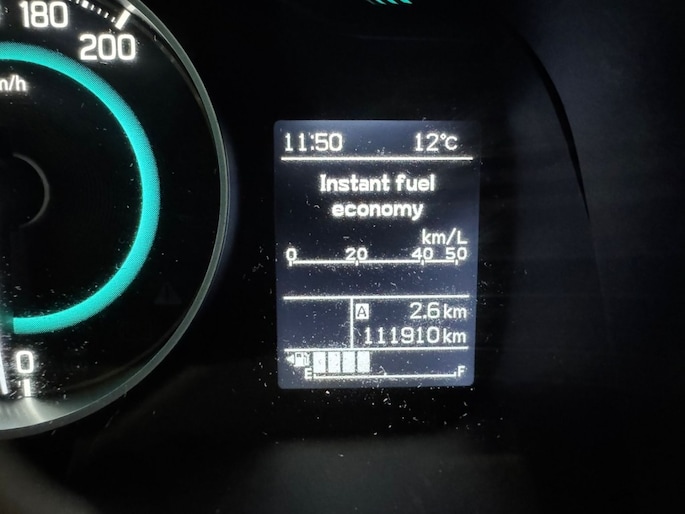 180
200
m/h
0
11:50 12°C
Instant fuel
economy
km/L
0 20 40 50
A 2.6 km
111910 km
E F